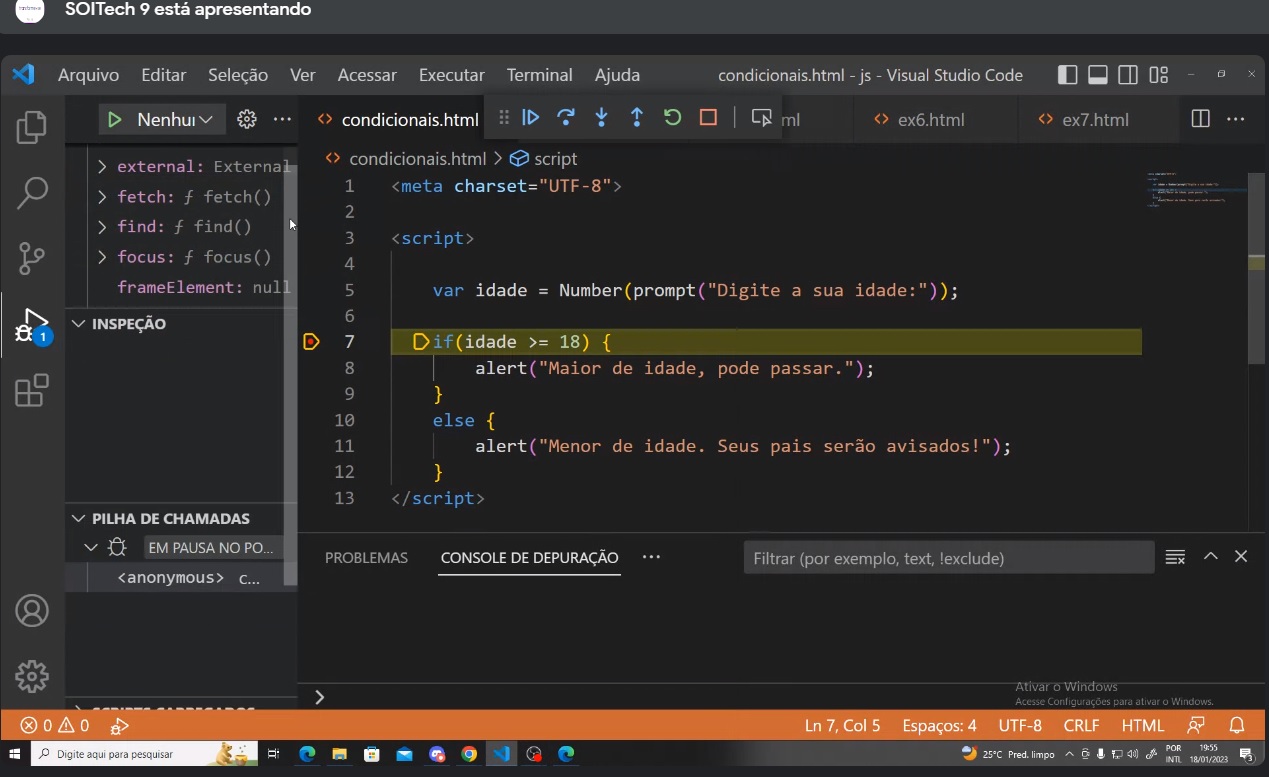 SOITech 9 está apresentando
Arquivo Editar Seleção Ver Acessar Executar Terminal Ajuda condicionais.html - js - Visual Studio Code
Nenhui condicionais.html ml ex6.html ex7.html
condicionais.html > script
external: External
fetch: ƒ fetch()
find: ƒ find()
focus: ƒ focus()
frameElement: null
INSPEÇÃO
PILHA DE CHAMADAS
EM PAUSA NO PO...
<anonymous> c...
1 <meta charset="UTF-8">
2
3 <script>
4
5 var idade = Number(prompt("Digite a sua idade:"));
6
7 if(idade >= 18) {
8 alert("Maior de idade, pode passar.");
9 }
10 else {
11 alert("Menor de idade. Seus pais serão avisados!");
12 }
13 </script>
PROBLEMAS CONSOLE DE DEPURAÇÃO ... Filtrar (por exemplo, text, !exclude)
Ativar o Windows
Acesse Configurações para ativar o Windows.
1
0 0 Ln 7, Col 5 Espaços: 4 UTF-8 CRLF HTML
Digite aqui para pesquisar 25°C Pred. limpo POR INTL 19:55 18/01/2023 3